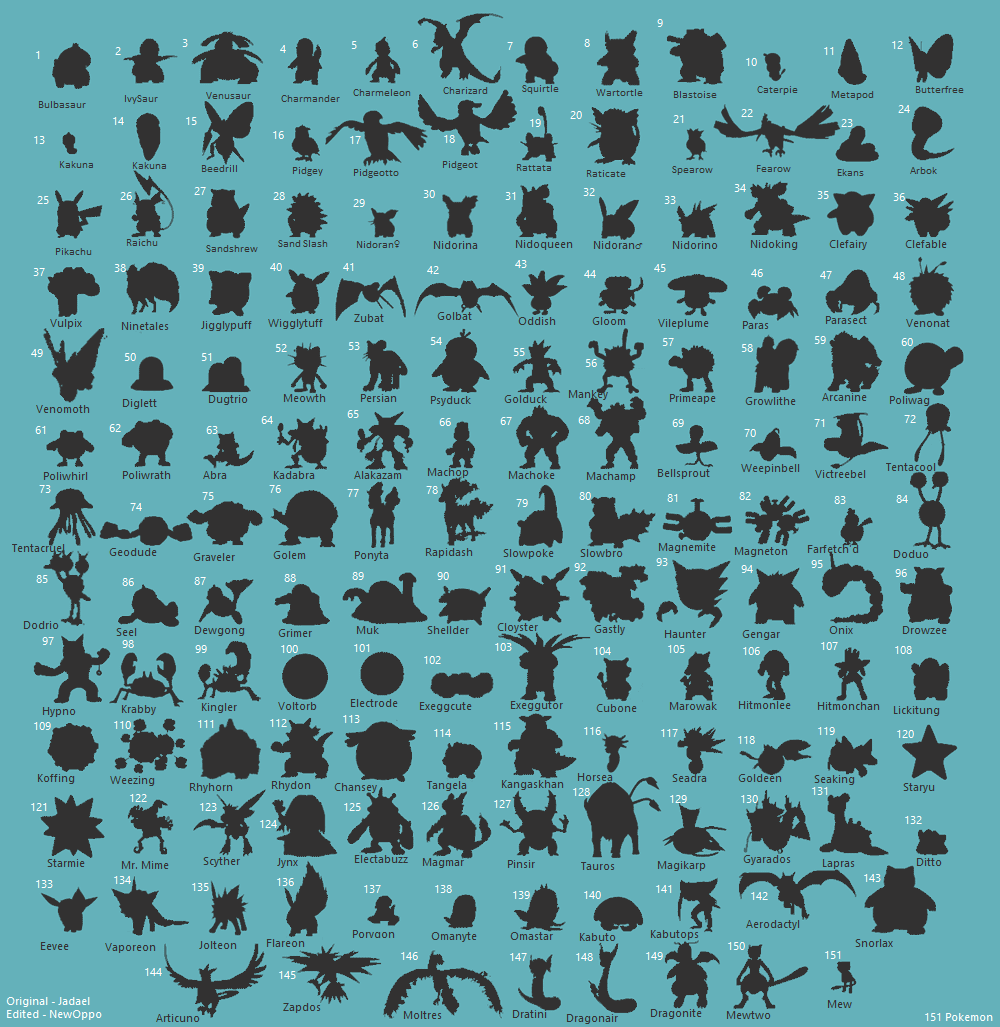 1 2 3 4 5 6 7 8 9 10 11 12
Bulbasaur IvySaur Venusaur Charmander Charmeleon Charizard Squirtle Wartortle Blastoise Caterpie Metapod Butterfree
13 14 15 16 17 18 19 20 21 22 23 24
Kakuna Kakuna Beedrill Pidgey Pidgeotto Pidgeot Rattata Raticate Spearow Fearow Ekans Arbok
25 26 27 28 29 30 31 32 33 34 35 36
Pikachu Raichu Sandshrew Sand Slash Nidoran♀ Nidorina Nidoqueen Nidoran♂ Nidorino Nidoking Clefairy Clefable
37 38 39 40 41 42 43 44 45 46 47 48
Vulpix Ninetales Jigglypuff Wigglytuff Zubat Golbat Oddish Gloom Vileplume Paras Parasect Venonat
49 50 51 52 53 54 55 56 57 58 59 60
Venomoth Diglett Dugtrio Meowth Persian Psyduck Golduck Mankey Primeape Growlithe Arcanine Poliwag
61 62 63 64 65 66 67 68 69 70 71 72
Poliwhirl Poliwrath Abra Kadabra Alakazam Machop Machoke Machamp Bellsprout Weepinbell Victreebel Tentacool
73 74 75 76 77 78 79 80 81 82 83 84
Tentacruel Geodude Graveler Golem Ponyta Rapidash Slowpoke Slowbro Magnemite Magneton Farfetch'd Doduo
85 86 87 88 89 90 91 92 93 94 95 96
Dodrio Seel Dewgong Grimer Muk Shellder Cloyster Gastly Haunter Gengar Onix Drowzee
97 98 99 100 101 102 103 104 105 106 107 108
Hypno Krabby Kingler Voltorb Electrode Exeggcute Exeggutor Cubone Marowak Hitmonlee Hitmonchan Lickitung
109 110 111 112 113 114 115 116 117 118 119 120
Koffing Weezing Rhyhorn Rhydon Chansey Tangela Kangaskhan Horsea Seadra Goldeen Seaking Staryu
121 122 123 124 125 126 127 128 129 130 131 132
Starmie Mr. Mime Scyther Jynx Electabuzz Magmar Pinsir Tauros Magikarp Gyarados Lapras Ditto
133 134 135 136 137 138 139 140 141 142 143
Eevee Vaporeon Jolteon Flareon Porvaon Omanyte Omastar Kabuto Kabutops Aerodactyl Snorlax
144 145 146 147 148 149 150 151
Articuno Zapdos Moltres Dratini Dragonair Dragonite Mewtwo Mew
Original - Jadael
Edited - NewOppo
151 Pokemon